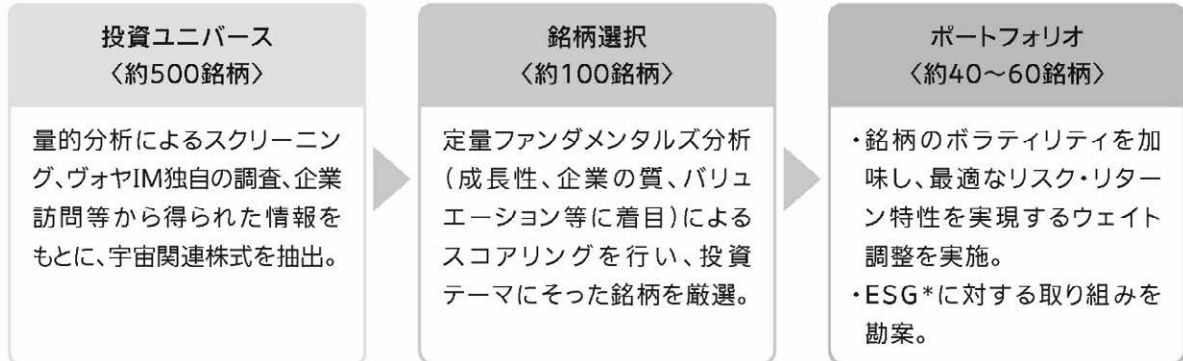 投資ユニバース
〈約500銘柄〉
量的分析によるスクリーニン
グ、ヴォヤIM独自の調査、企業
訪問等から得られた情報を
もとに、宇宙関連株式を抽出。
銘柄選択
〈約100銘柄〉
定量ファンダメンタルズ分析
(成長性、企業の質、バリュ
エーション等に着目)による
スコアリングを行い、投資
テーマにそった銘柄を厳選。
ポートフォリオ
〈約40~60銘柄〉
・銘柄のボラティリティを加
味し、最適なリスク・リター
ン特性を実現するウェイト
調整を実施。
・ESG*に対する取り組みを
勘案。